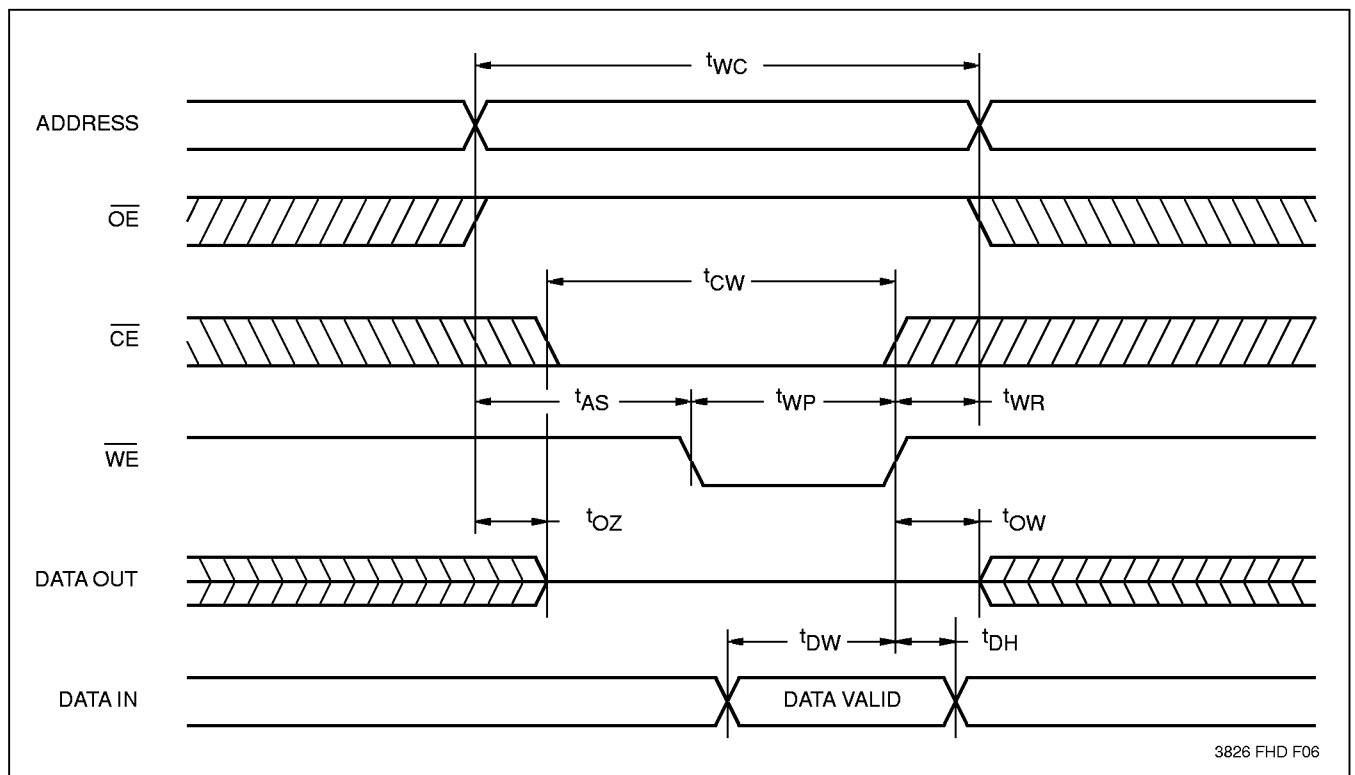 tWC
ADDRESS
OE
tCW
CE
tAS
tWP
tWR
WE
tOZ
tOW
DATA OUT
tDW
tDH
DATA IN
DATA VALID
3826 FHD F06